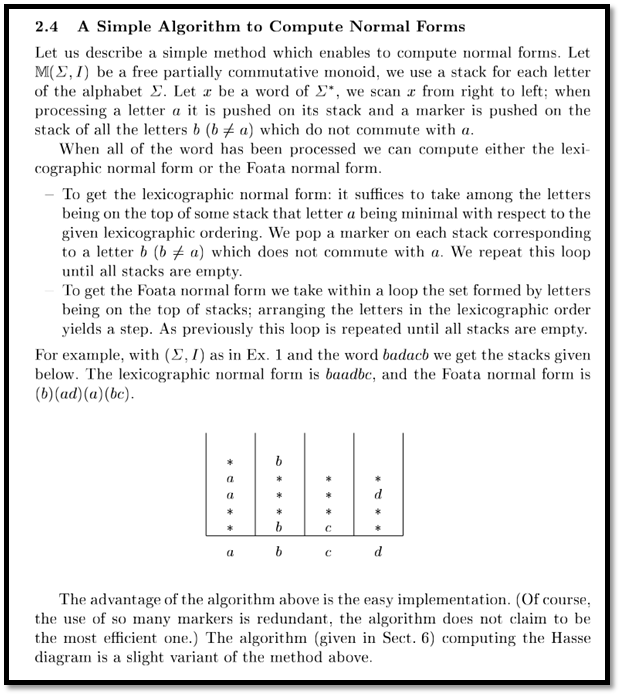 2.4 A Simple Algorithm to Compute Normal Forms
Let us describe a simple method which enables to compute normal forms. Let
𝕄(Σ, I) be a free partially commutative monoid, we use a stack for each letter
of the alphabet Σ. Let x be a word of Σ*, we scan x from right to left; when
processing a letter a it is pushed on its stack and a marker is pushed on the
stack of all the letters b (b ≠ a) which do not commute with a.
When all of the word has been processed we can compute either the lexi-
cographic normal form or the Foata normal form.
– To get the lexicographic normal form: it suffices to take among the letters
being on the top of some stack that letter a being minimal with respect to the
given lexicographic ordering. We pop a marker on each stack corresponding
to a letter b (b ≠ a) which does not commute with a. We repeat this loop
until all stacks are empty.
– To get the Foata normal form we take within a loop the set formed by letters
being on the top of stacks; arranging the letters in the lexicographic order
yields a step. As previously this loop is repeated until all stacks are empty.
For example, with (Σ, I) as in Ex. 1 and the word badacb we get the stacks given
below. The lexicographic normal form is baadbc, and the Foata normal form is
(b)(ad)(a)(bc).
* b
a * * *
a * * d
* * * *
* b c *
a b c d
The advantage of the algorithm above is the easy implementation. (Of course,
the use of so many markers is redundant, the algorithm does not claim to be
the most efficient one.) The algorithm (given in Sect. 6) computing the Hasse
diagram is a slight variant of the method above.